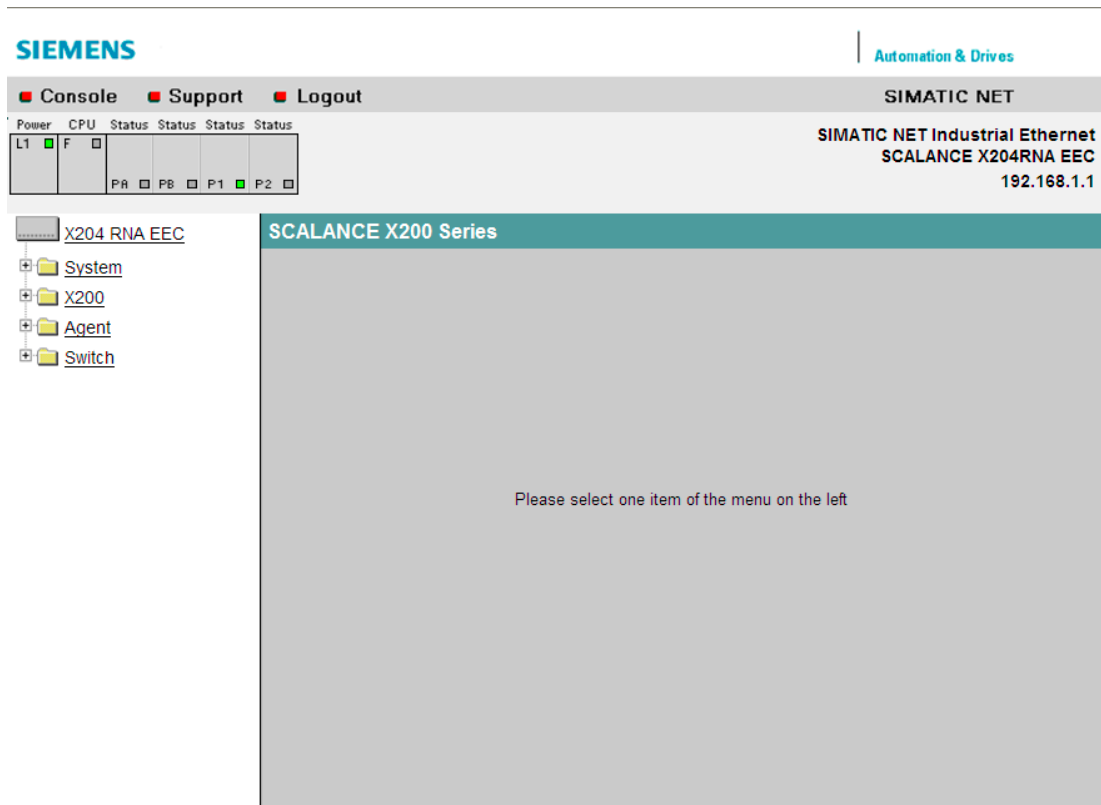 SIEMENS
Automation & Drives
Console Support Logout
SIMATIC NET
Power CPU Status Status Status Status
L1 F
PA PB P1 P2
SIMATIC NET Industrial Ethernet
SCALANCE X204RNA EEC
192.168.1.1
X204 RNA EEC
System
X200
Agent
Switch
SCALANCE X200 Series
Please select one item of the menu on the left